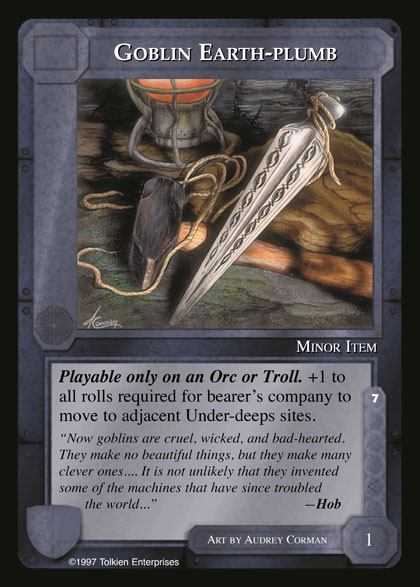 Goblin Earth-plumb
Corman
Minor Item
Playable only on an Orc or Troll. +1 to
all rolls required for bearer's company to
move to adjacent Under-deeps sites.
7
"Now goblins are cruel, wicked, and bad-hearted.
They make no beautiful things, but they make many
clever ones.... It is not unlikely that they invented
some of the machines that have since troubled
the world..." –Hob
Art by Audrey Corman
1
©1997 Tolkien Enterprises